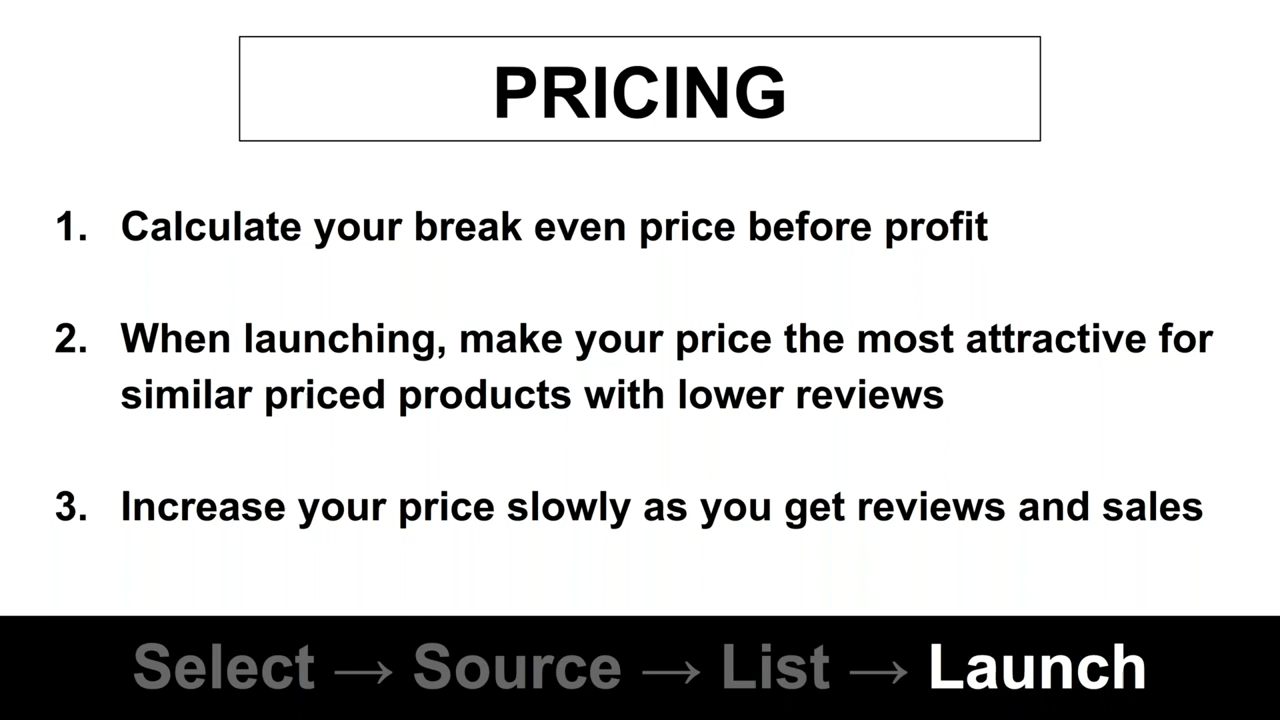 PRICING
1. Calculate your break even price before profit
2. When launching, make your price the most attractive for
similar priced products with lower reviews
3. Increase your price slowly as you get reviews and sales
Select → Source → List → Launch